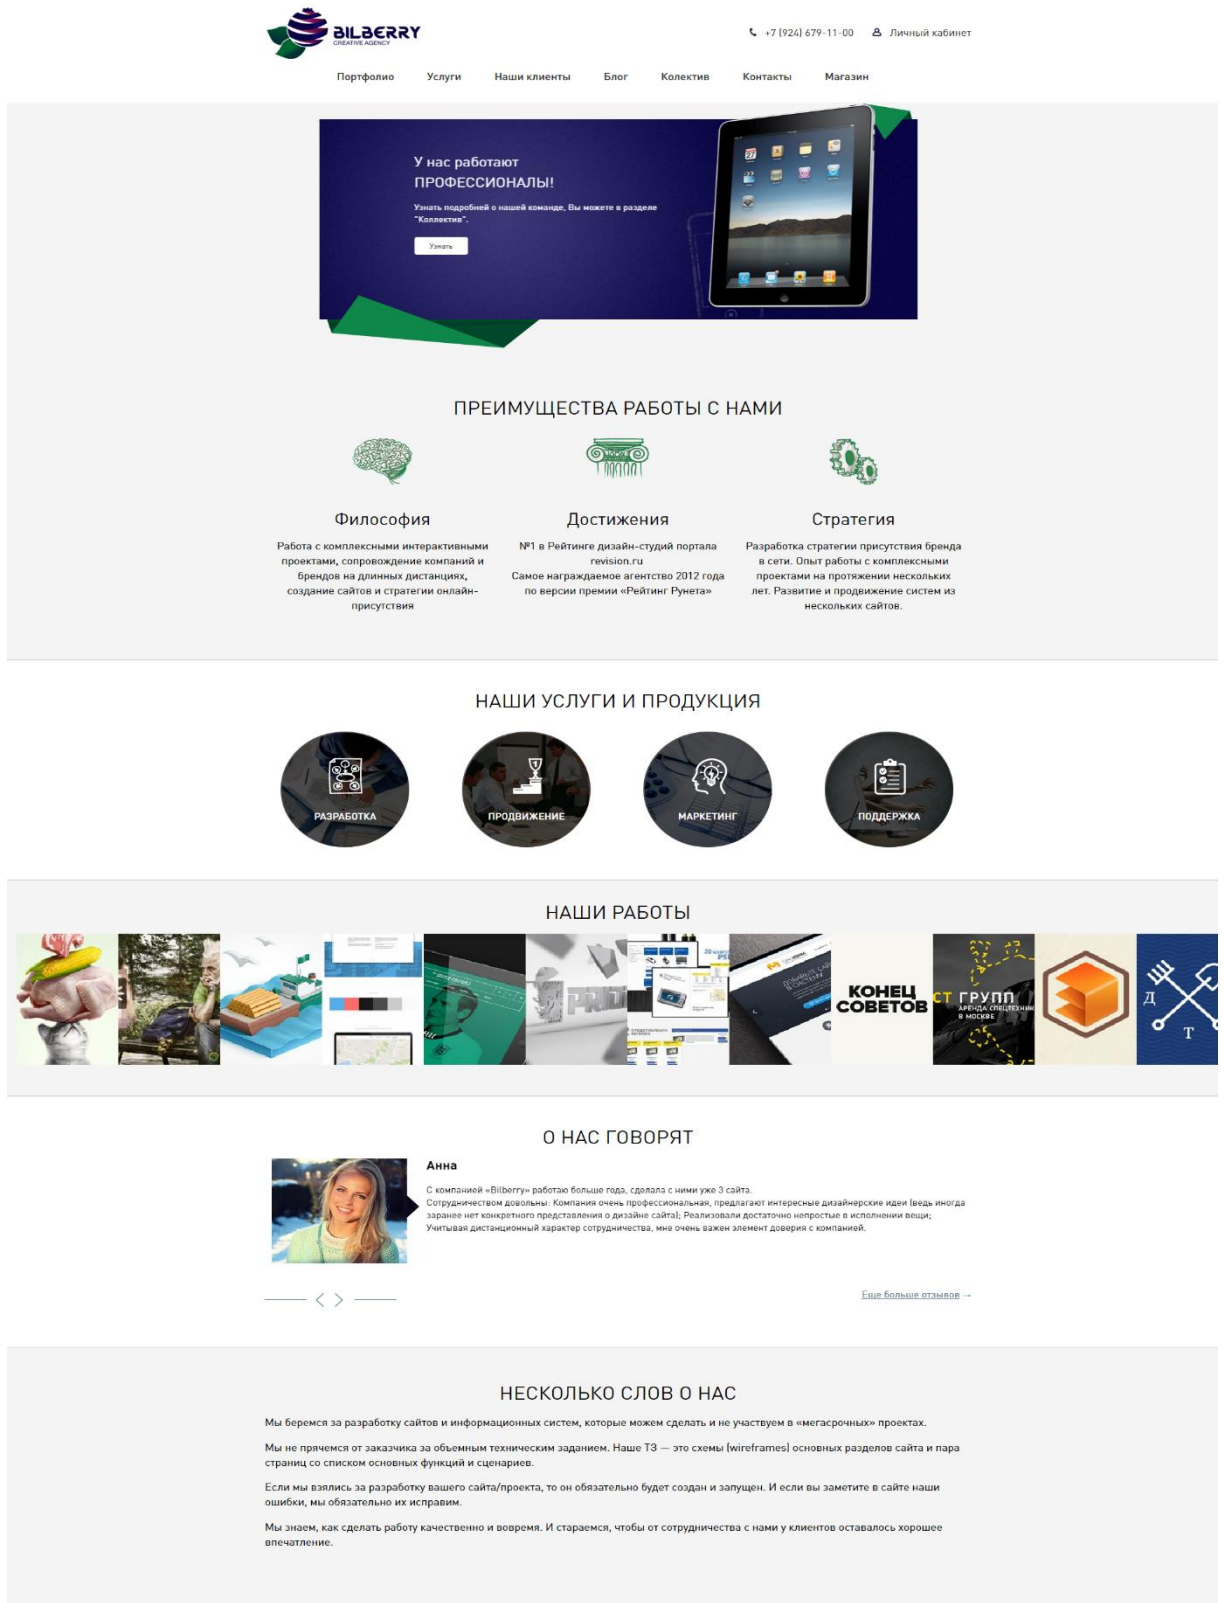 BILBERRY
CREATIVE AGENCY
+7 (924) 679-11-00
Личный кабинет
Портфолио
Услуги
Наши клиенты
Блог
Колектив
Контакты
Магазин
У нас работают
ПРОФЕССИОНАЛЫ!
Узнать подробней о нашей команде, Вы можете в разделе
"Коллектив".
Узнать
ПРЕИМУЩЕСТВА РАБОТЫ С НАМИ
Философия
Работа с комплексными интерактивными
проектами, сопровождение компаний и
брендов на длинных дистанциях,
создание сайтов и стратегии онлайн-
присутствия
Достижения
№1 в Рейтинге дизайн-студий портала
revision.ru
Самое награждаемое агентство 2012 года
по версии премии «Рейтинг Рунета»
Стратегия
Разработка стратегии присутствия бренда
в сети. Опыт работы с комплексными
проектами на протяжении нескольких
лет. Развитие и продвижение систем из
нескольких сайтов.
НАШИ УСЛУГИ И ПРОДУКЦИЯ
РАЗРАБОТКА
ПРОДВИЖЕНИЕ
МАРКЕТИНГ
ПОДДЕРЖКА
НАШИ РАБОТЫ
КОНЕЦ
СОВЕТОВ
СТ ГРУПП
АРЕНДА СПЕЦТЕХНИК
В МОСКВЕ
Д
Т
О НАС ГОВОРЯТ
Анна
С компанией «Bilberry» работаю больше года, сделала с ними уже 3 сайта.
Сотрудничеством довольны: Компания очень профессиональная, предлагают интересные дизайнерские идеи (ведь иногда
заранее нет конкретного представления о дизайне сайта); Реализовали достаточно непростые в исполнении вещи;
Учитывая дистанционный характер сотрудничества, мне очень важен элемент доверия с компанией.
Еще больше отзывов →
НЕСКОЛЬКО СЛОВ О НАС
Мы беремся за разработку сайтов и информационных систем, которые можем сделать и не участвуем в «мегасрочных» проектах.
Мы не прячемся от заказчика за объемным техническим заданием. Наше ТЗ — это схемы (wireframes) основных разделов сайта и пара
страниц со списком основных функций и сценариев.
Если мы взялись за разработку вашего сайта/проекта, то он обязательно будет создан и запущен. И если вы заметите в сайте наши
ошибки, мы обязательно их исправим.
Мы знаем, как сделать работу качественно и вовремя. И стараемся, чтобы от сотрудничества с нами у клиентов оставалось хорошее
впечатление.